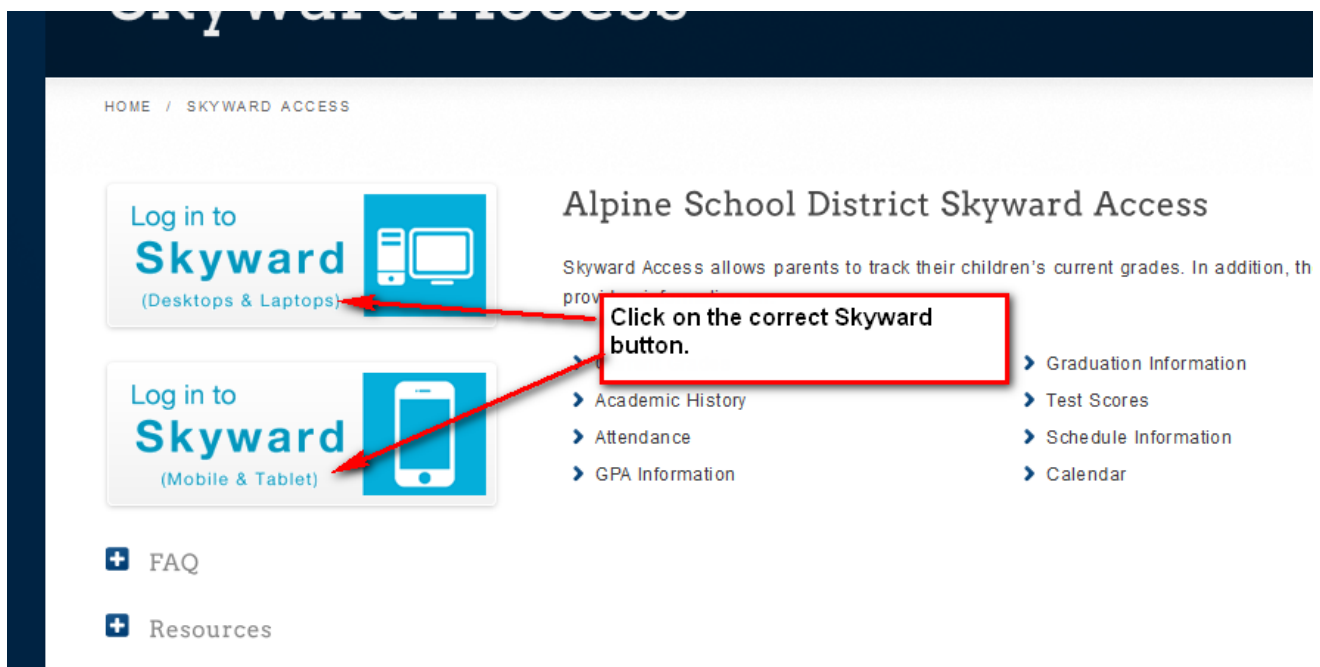 Skyward Access
HOME / SKYWARD ACCESS
Log in to
Skyward
(Desktops & Laptops)
Log in to
Skyward
(Mobile & Tablet)
FAQ
Resources
Alpine School District Skyward Access
Skyward Access allows parents to track their children's current grades. In addition, th
Click on the correct Skyward
button.
Academic History
Attendance
GPA Information
Graduation Information
Test Scores
Schedule Information
Calendar